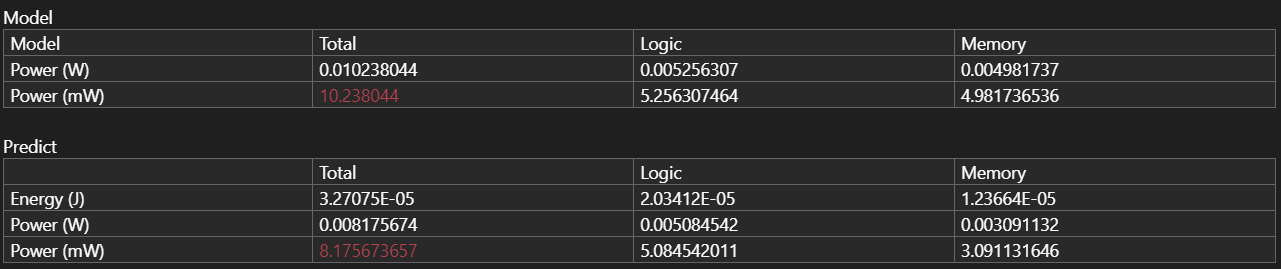 Model
Model Total Logic Memory
Power (W) 0.010238044 0.005256307 0.004981737
Power (mW) 10.238044 5.256307464 4.981736536
Predict
Total Logic Memory
Energy (J) 3.27075E-05 2.03412E-05 1.23664E-05
Power (W) 0.008175674 0.005084542 0.003091132
Power (mW) 8.175673657 5.084542011 3.091131646